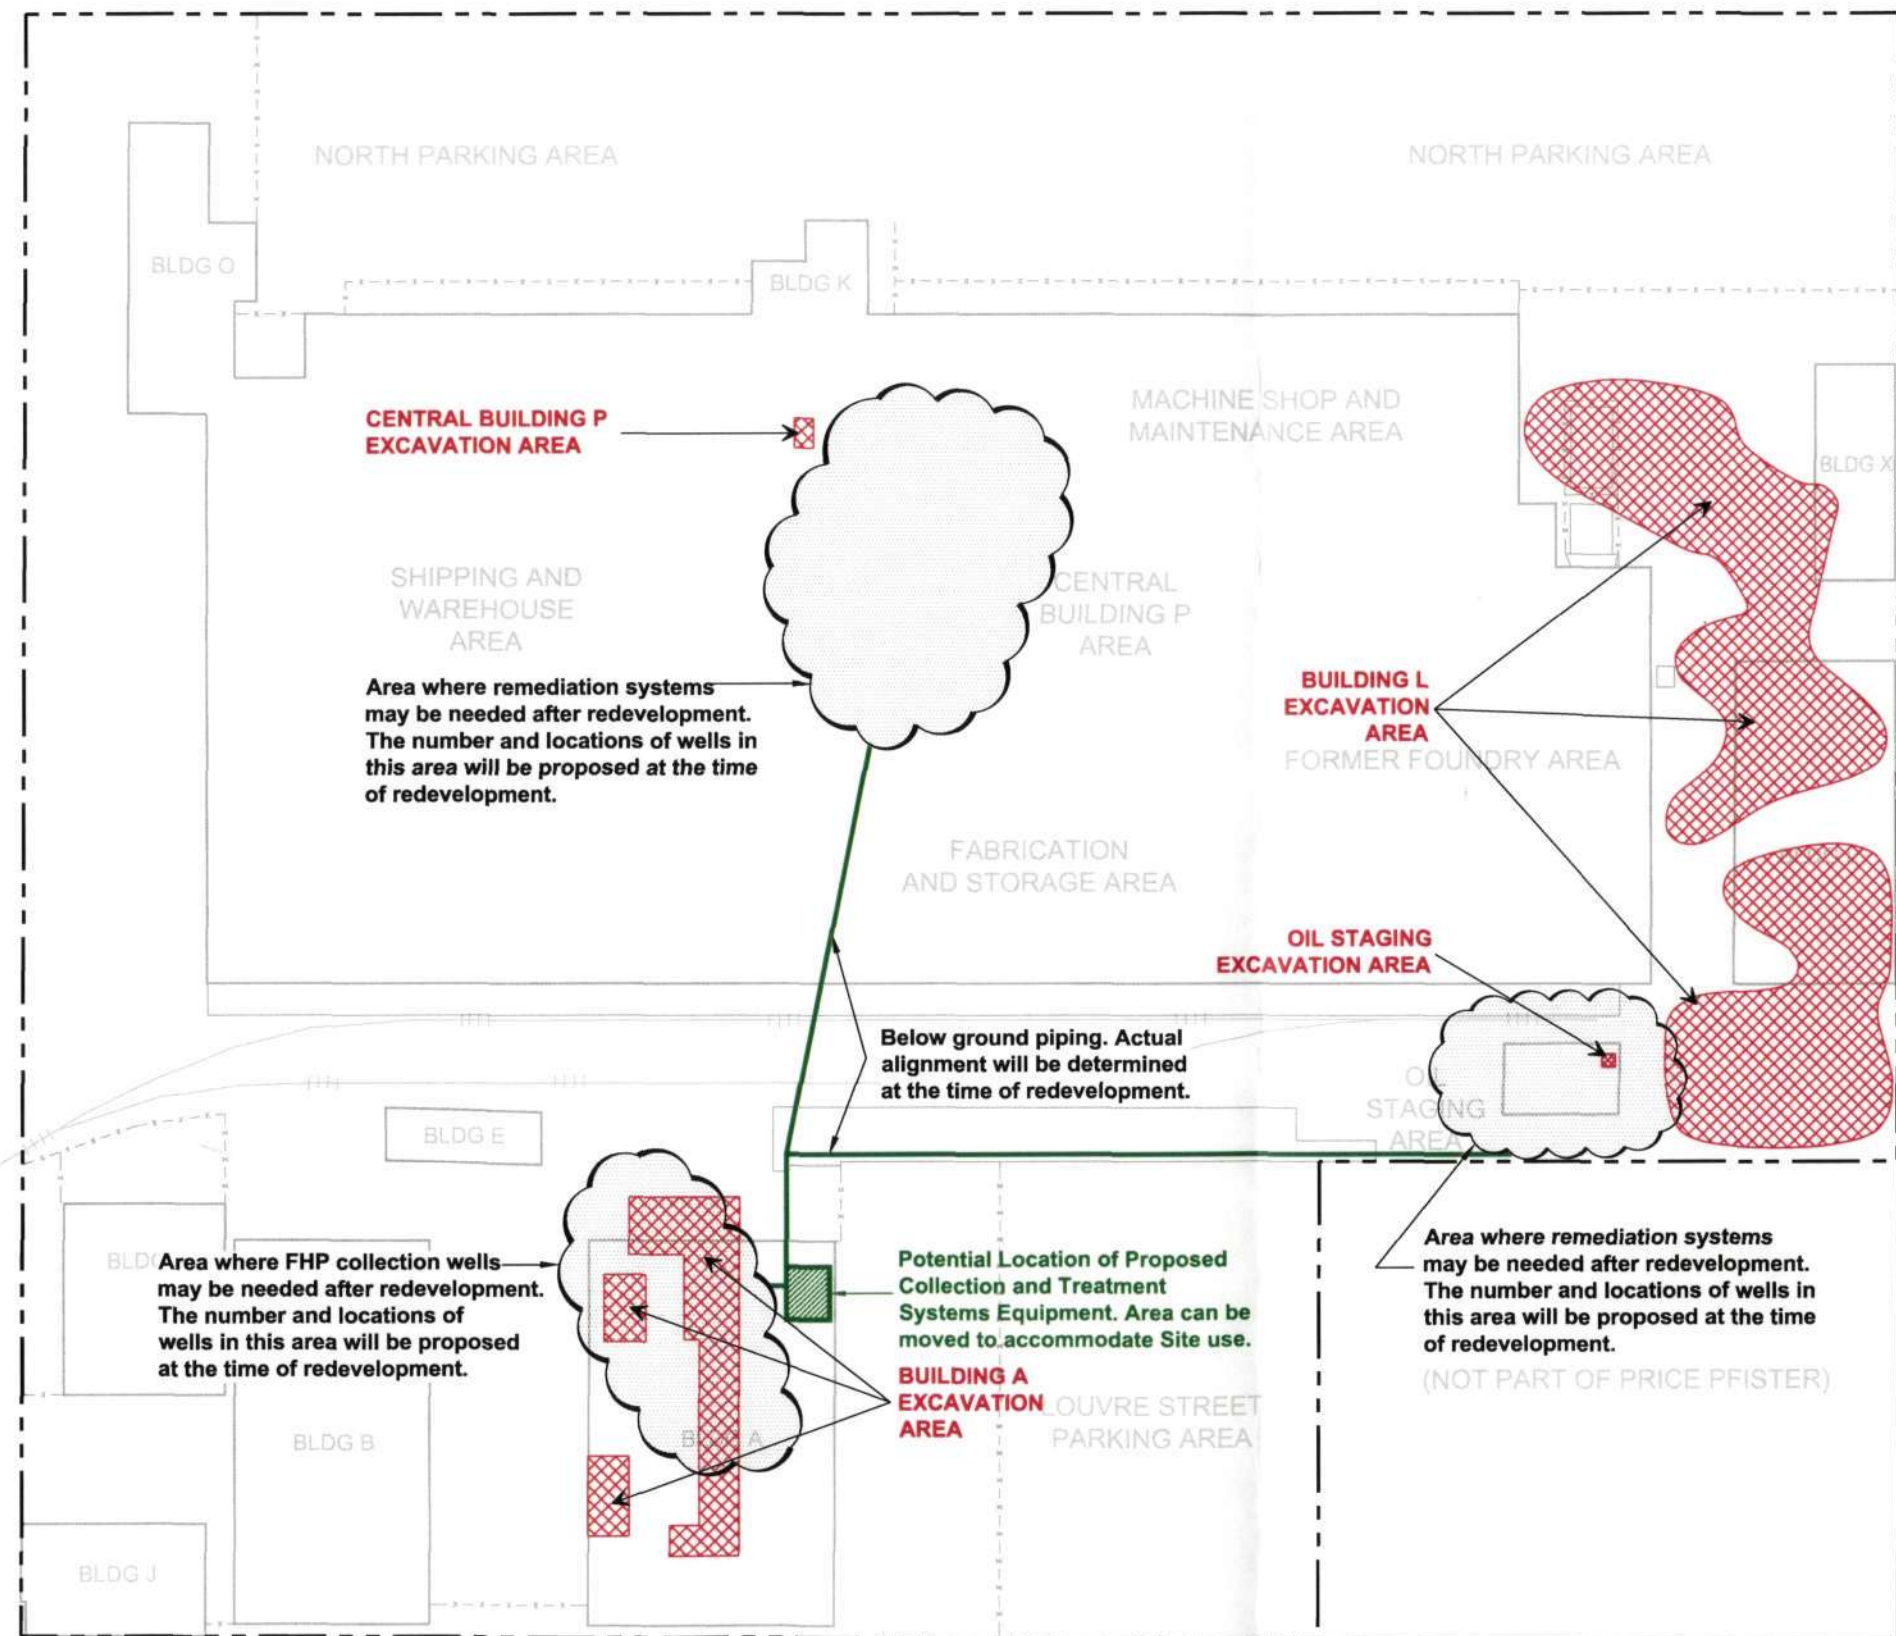 NORTH PARKING AREA
NORTH PARKING AREA
BLDG O
BLDG K
MACHINE SHOP AND
MAINTENANCE AREA
CENTRAL BUILDING P
EXCAVATION AREA
BLDG X
SHIPPING AND
WAREHOUSE
AREA
CENTRAL
BUILDING P
AREA
Area where remediation systems
may be needed after redevelopment.
The number and locations of wells in
this area will be proposed at the time
of redevelopment.
BUILDING L
EXCAVATION
AREA
FORMER FOUNDRY AREA
FABRICATION
AND STORAGE AREA
OIL STAGING
EXCAVATION AREA
Below ground piping. Actual
alignment will be determined
at the time of redevelopment.
OIL
STAGING
AREA
BLDG E
BLDG
Area where FHP collection wells
may be needed after redevelopment.
The number and locations of
wells in this area will be proposed
at the time of redevelopment.
Potential Location of Proposed
Collection and Treatment
Systems Equipment. Area can be
moved to accommodate Site use.
Area where remediation systems
may be needed after redevelopment.
The number and locations of wells in
this area will be proposed at the time
of redevelopment.
BUILDING A
EXCAVATION
AREA
(NOT PART OF PRICE PFISTER)
LOUVRE STREET
PARKING AREA
BLDG B
BLDG A
BLDG J